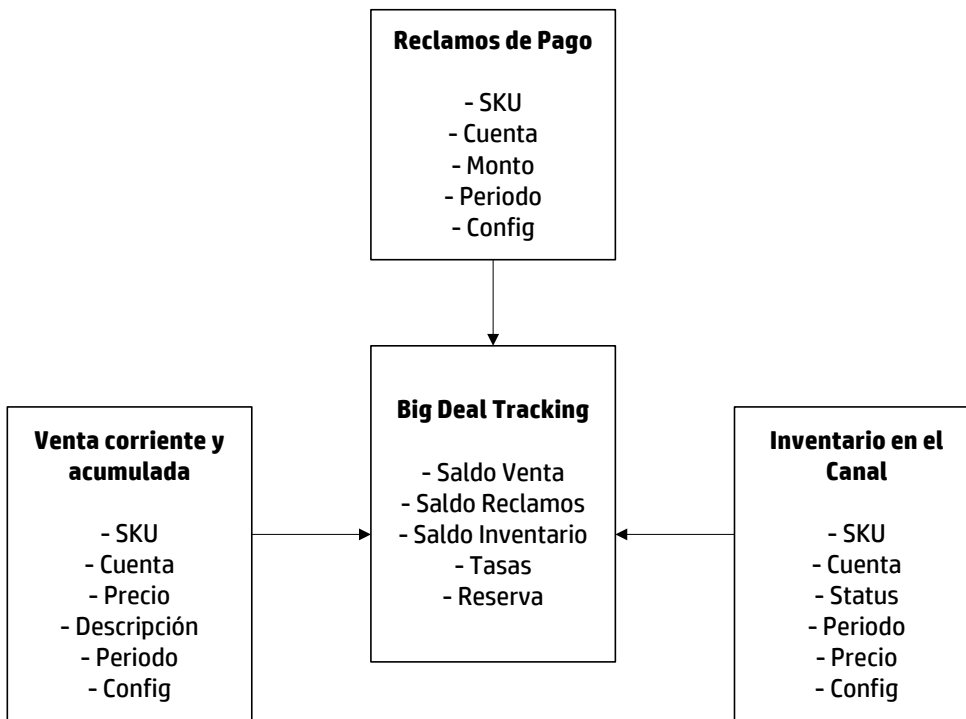 Reclamos de Pago
- SKU
- Cuenta
- Monto
- Periodo
- Config
Big Deal Tracking
- Saldo Venta
- Saldo Reclamos
- Saldo Inventario
- Tasas
- Reserva
Venta corriente y
acumulada
- SKU
- Cuenta
- Precio
- Descripción
- Periodo
- Config
Inventario en el
Canal
- SKU
- Cuenta
- Status
- Periodo
- Precio
- Config